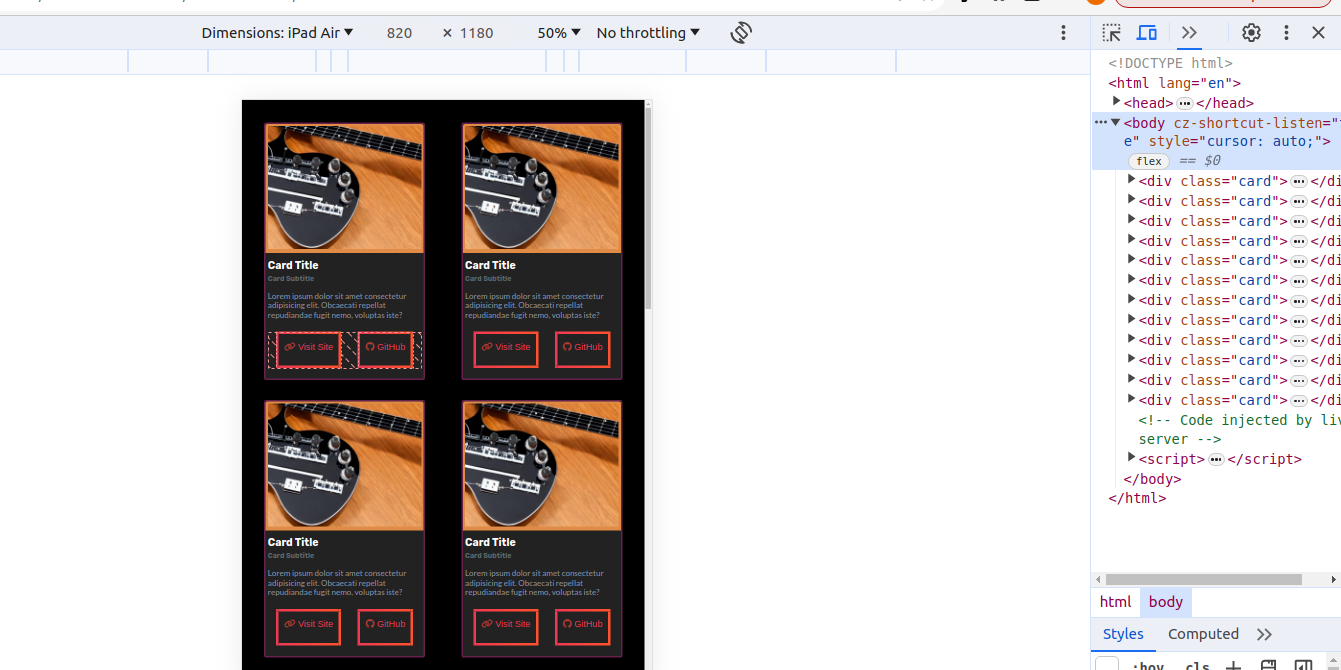 Dimensions: iPad Air ▼ 820 × 1180 50% ▼ No throttling ▼
<!DOCTYPE html>
<html lang="en">
<head> ••• </head>
••• <body cz-shortcut-listen="
e" style="cursor: auto;">
flex == $0
<div class="card"> ••• </di
<div class="card"> ••• </di
<div class="card"> ••• </di
<div class="card"> ••• </di
<div class="card"> ••• </di
<div class="card"> ••• </di
<div class="card"> ••• </di
<div class="card"> ••• </di
<div class="card"> ••• </di
<div class="card"> ••• </di
<div class="card"> ••• </di
<div class="card"> ••• </di
<!-- Code injected by liv
server -->
<script> ••• </script>
</body>
</html>
html body
Styles Computed
:hov .cls
Card Title
Card Subtitle
Lorem ipsum dolor sit amet consectetur
adipisicing elit. Obcaecati repellat
repudiandae fugit nemo, voluptas iste?
Visit Site GitHub
Card Title
Card Subtitle
Lorem ipsum dolor sit amet consectetur
adipisicing elit. Obcaecati repellat
repudiandae fugit nemo, voluptas iste?
Visit Site GitHub
Card Title
Card Subtitle
Lorem ipsum dolor sit amet consectetur
adipisicing elit. Obcaecati repellat
repudiandae fugit nemo, voluptas iste?
Visit Site GitHub
Card Title
Card Subtitle
Lorem ipsum dolor sit amet consectetur
adipisicing elit. Obcaecati repellat
repudiandae fugit nemo, voluptas iste?
Visit Site GitHub